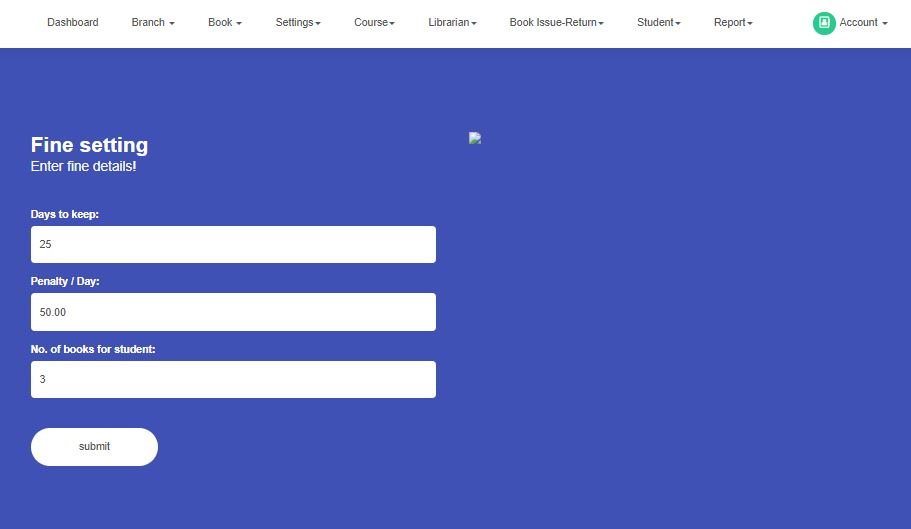 Dashboard Branch Book Settings Course Librarian Book Issue-Return Student Report Account
Fine setting
Enter fine details!
Days to keep:
25
Penalty / Day:
50.00
No. of books for student:
3
submit